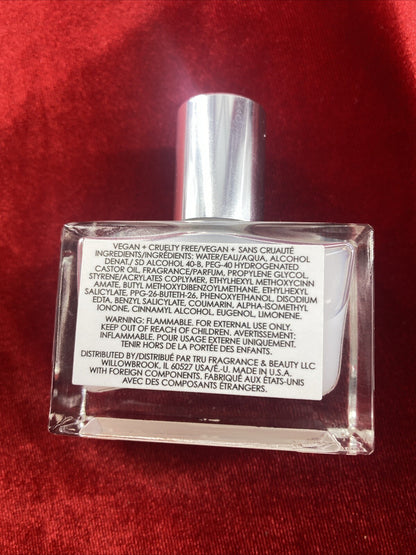 VEGAN + CRUELTY FREE/VEGAN + SANS CRUAUTÉ
INGREDIENTS/INGRÉDIENTS: WATER/EAU/AQUA, ALCOHOL
DENAT./ SD ALCOHOL 40-B, PEG-40 HYDROGENATED
CASTOR OIL, FRAGRANCE/PARFUM, PROPYLENE GLYCOL,
STYRENE/ACRYLATES COPLYMER, ETHYLHEXYL METHOXYCINN
AMATE, BUTYL METHOXYDIBENZOYLMETHANE, ETHYLHEXYL
SALICYLATE, PPG-26-BUTETH-26, PHENOXYETHANOL, DISODIUM
EDTA, BENZYL SALICYLATE, COUMARIN, ALPHA-ISOMETHYL
IONONE, CINNAMYL ALCOHOL, EUGENOL, LIMONENE.
WARNING: FLAMMABLE. FOR EXTERNAL USE ONLY.
KEEP OUT OF REACH OF CHILDREN. AVERTISSEMENT:
INFLAMMABLE. POUR USAGE EXTERNE UNIQUEMENT.
TENIR HORS DE LA PORTÉE DES ENFANTS.
DISTRIBUTED BY/DISTRIBUÉ PAR TRU FRAGRANCE & BEAUTY LLC
WILLOWBROOK, IL 60527 USA/É.-U. MADE IN U.S.A.
WITH FOREIGN COMPONENTS. FABRIQUÉ AUX ÉTATS-UNIS
AVEC DES COMPOSANTS ÉTRANGERS.